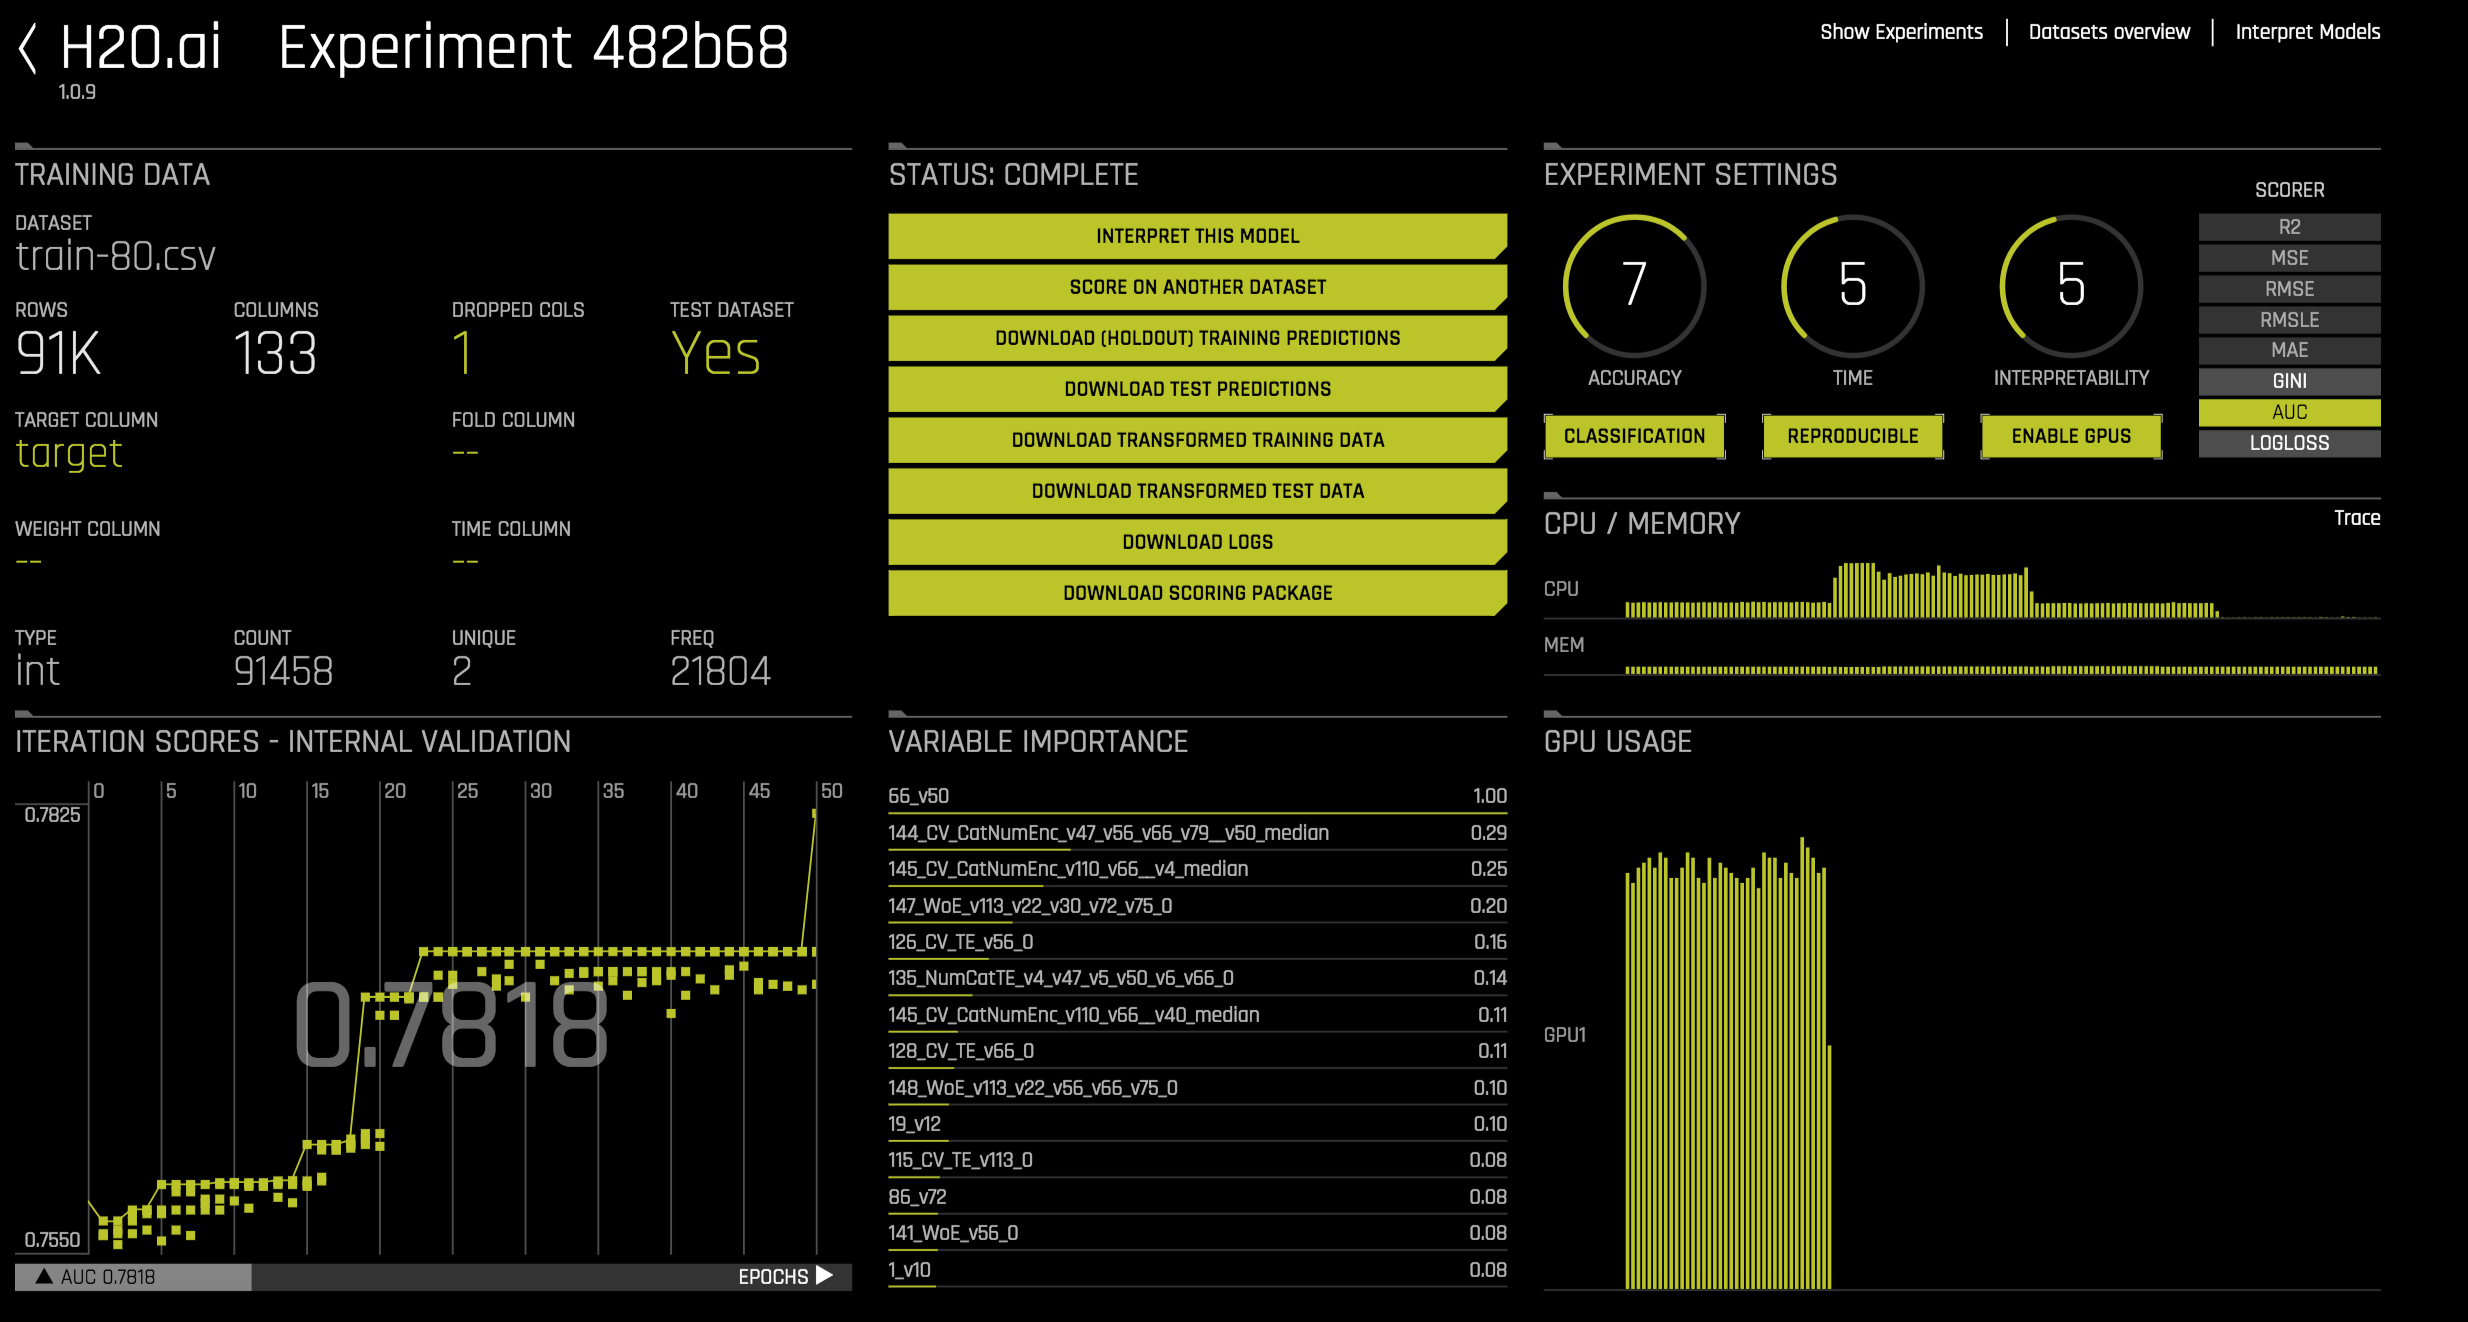 H2O.ai Experiment 482b68
1.0.9
Show Experiments | Datasets overview | Interpret Models
TRAINING DATA
DATASET
train-80.csv
ROWS COLUMNS DROPPED COLS TEST DATASET
91K 133 1 Yes
TARGET COLUMN FOLD COLUMN
target --
WEIGHT COLUMN TIME COLUMN
-- --
TYPE COUNT UNIQUE FREQ
int 91458 2 21804
STATUS: COMPLETE
INTERPRET THIS MODEL
SCORE ON ANOTHER DATASET
DOWNLOAD (HOLDOUT) TRAINING PREDICTIONS
DOWNLOAD TEST PREDICTIONS
DOWNLOAD TRANSFORMED TRAINING DATA
DOWNLOAD TRANSFORMED TEST DATA
DOWNLOAD LOGS
DOWNLOAD SCORING PACKAGE
EXPERIMENT SETTINGS
7 5 5
ACCURACY TIME INTERPRETABILITY
CLASSIFICATION REPRODUCIBLE ENABLE GPUS
SCORER
R2
MSE
RMSE
RMSLE
MAE
GINI
AUC
LOGLOSS
CPU / MEMORY Trace
CPU
MEM
ITERATION SCORES - INTERNAL VALIDATION
0 5 10 15 20 25 30 35 40 45 50
0.7825
0.7818
0.7550
AUC 0.7818 EPOCHS
VARIABLE IMPORTANCE
66_v50 1.00
144_CV_CatNumEnc_v47_v56_v66_v79__v50_median 0.29
145_CV_CatNumEnc_v110_v66__v4_median 0.25
147_WoE_v113_v22_v30_v72_v75_0 0.20
126_CV_TE_v56_0 0.16
135_NumCatTE_v4_v47_v5_v50_v6_v66_0 0.14
145_CV_CatNumEnc_v110_v66__v40_median 0.11
128_CV_TE_v66_0 0.11
148_WoE_v113_v22_v56_v66_v75_0 0.10
19_v12 0.10
115_CV_TE_v113_0 0.08
86_v72 0.08
141_WoE_v56_0 0.08
1_v10 0.08
GPU USAGE
GPU1